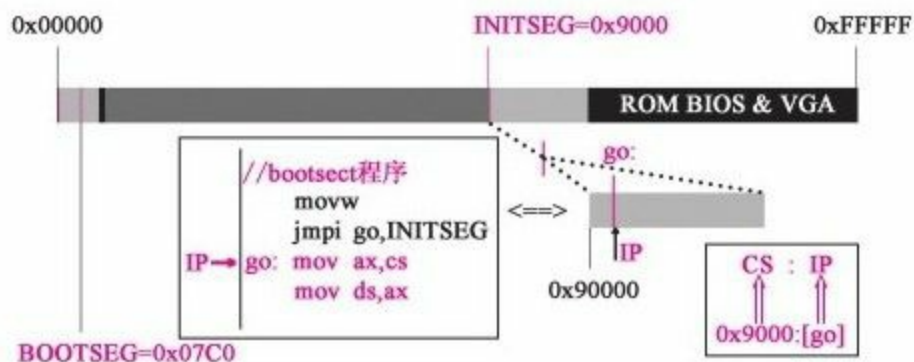 0x00000
INITSEG=0x9000
0xFFFFF
ROM BIOS & VGA
//bootsect程序
movw
jmpi go,INITSEG
IP
go: mov ax,cs
mov ds,ax
<==>
go:
IP
0x90000
CS : IP
0x9000:[go]
BOOTSEG=0x07C0